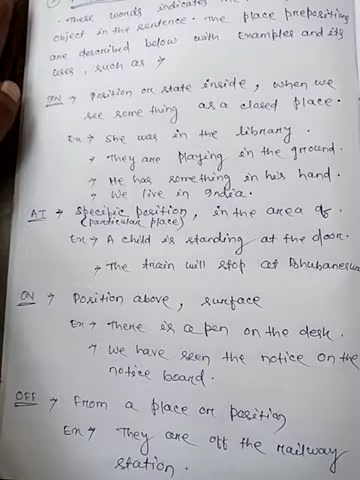 . These words indicates the
object in the sentence. The place prepositions
are described below with examples and its
uses, such as →
IN → Position or state inside, when we
see something as a closed place.
Ex → She was in the library.
→ They are playing in the ground.
→ He has something in his hand.
→ We live in India.
AT → Specific position, in the area of.
(particular place)
Ex → A child is standing at the door.
→ The train will stop at Bhubaneswa
ON → Position above, surface
Ex → There is a pen on the desk.
→ We have seen the notice on the
notice board.
OFF → From a place or position
Ex → They are off the railway
station.